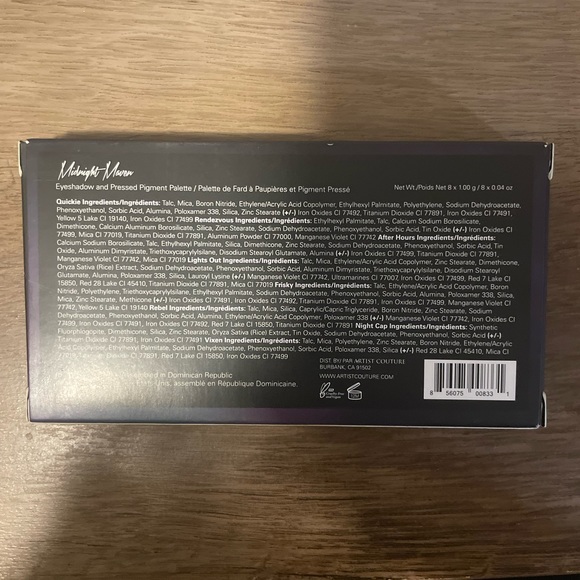 Midnight Maven
Eyeshadow and Pressed Pigment Palette / Palette de Fard à Paupières et Pigment Pressé
Net Wt./Poids Net 8 x 1.00 g / 8 x 0.04 oz
Quickie Ingredients/Ingrédients: Talc, Mica, Boron Nitride, Ethylene/Acrylic Acid Copolymer, Ethylhexyl Palmitate, Polyethylene, Sodium Dehydroacetate,
Phenoxyethanol, Sorbic Acid, Alumina, Poloxamer 338, Silica, Zinc Stearate (+/-) Iron Oxides CI 77492, Titanium Dioxide CI 77891, Iron Oxides CI 77491,
Yellow 5 Lake CI 19140, Iron Oxides CI 77499 Rendezvous Ingredients/Ingrédients: Ethylhexyl Palmitate, Talc, Calcium Sodium Borosilicate,
Dimethicone, Calcium Aluminum Borosilicate, Silica, Zinc Stearate, Sodium Dehydroacetate, Phenoxyethanol, Sorbic Acid, Tin Oxide (+/-) Iron Oxides CI
77499, Mica CI 77019, Titanium Dioxide CI 77891, Aluminum Powder CI 77000, Manganese Violet CI 77742 After Hours Ingredients/Ingrédients:
Calcium Sodium Borosilicate, Talc, Ethylhexyl Palmitate, Silica, Dimethicone, Zinc Stearate, Sodium Dehydroacetate, Phenoxyethanol, Sorbic Acid, Tin
Oxide, Aluminum Dimyristate, Triethoxycaprylylsilane, Disodium Stearoyl Glutamate, Alumina (+/-) Iron Oxides CI 77499, Titanium Dioxide CI 77891,
Manganese Violet CI 77742, Mica CI 77019 Lights Out Ingredients/Ingrédients: Talc, Mica, Ethylene/Acrylic Acid Copolymer, Zinc Stearate, Dimethicone,
Oryza Sativa (Rice) Extract, Sodium Dehydroacetate, Phenoxyethanol, Sorbic Acid, Aluminum Dimyristate, Triethoxycaprylylsilane, Disodium Stearoyl
Glutamate, Alumina, Poloxamer 338, Silica, Lauroyl Lysine (+/-) Manganese Violet CI 77742, Ultramarines CI 77007, Iron Oxides CI 77499, Red 7 Lake CI
15850, Red 28 Lake CI 45410, Titanium Dioxide CI 77891, Mica CI 77019 Frisky Ingredients/Ingrédients: Talc, Ethylene/Acrylic Acid Copolymer, Boron
Nitride, Polyethylene, Triethoxycaprylylsilane, Ethylhexyl Palmitate, Sodium Dehydroacetate, Phenoxyethanol, Sorbic Acid, Alumina, Poloxamer 338, Silica,
Mica, Zinc Stearate, Methicone (+/-) Iron Oxides CI 77491, Iron Oxides CI 77492, Titanium Dioxide CI 77891, Iron Oxides CI 77499, Manganese Violet CI 77742,
Yellow 5 Lake CI 19140 Rebel Ingredients/Ingrédients: Talc, Mica, Silica, Caprylic/Capric Triglyceride, Boron Nitride, Zinc Stearate, Sodium
Dehydroacetate, Phenoxyethanol, Sorbic Acid, Ethylene/Acrylic Acid Copolymer, Alumina, Poloxamer 338 (+/-) Iron Oxides CI 77492, Iron Oxides CI
77499, Iron Oxides CI 77491, Iron Oxides CI 77492, Red 7 Lake CI 15850, Titanium Dioxide CI 77891 Night Cap Ingredients/Ingrédients: Synthetic
Fluorphlogopite, Dimethicone, Silica, Zinc Stearate, Ethylhexyl Palmitate, Tin Oxide, Sodium Dehydroacetate, Phenoxyethanol, Sorbic Acid (+/-) Iron
Oxides CI 77491, Titanium Dioxide CI 77891 Vixen Ingredients/Ingrédients: Talc, Mica, Boron Nitride, Oryza Sativa (Rice) Extract, Ethylene/Acrylic
Acid Copolymer, Ethylhexyl Palmitate, Sodium Dehydroacetate, Phenoxyethanol, Sorbic Acid, Poloxamer 338, Silica (+/-) Red 28 Lake CI 45410, Mica CI
Dioxide CI 77891, Red 7 Lake CI 15850, Iron Oxides CI 77499
in Dominican Republic
Unis, assemblé en République Dominicaine.
DIST BY/ PAR ARTIST COUTURE
BURBANK, CA 91502
WWW.ARTISTCOUTURE.COM
Cruelty-Free
and Vegan
12M
8 56075 00833 1